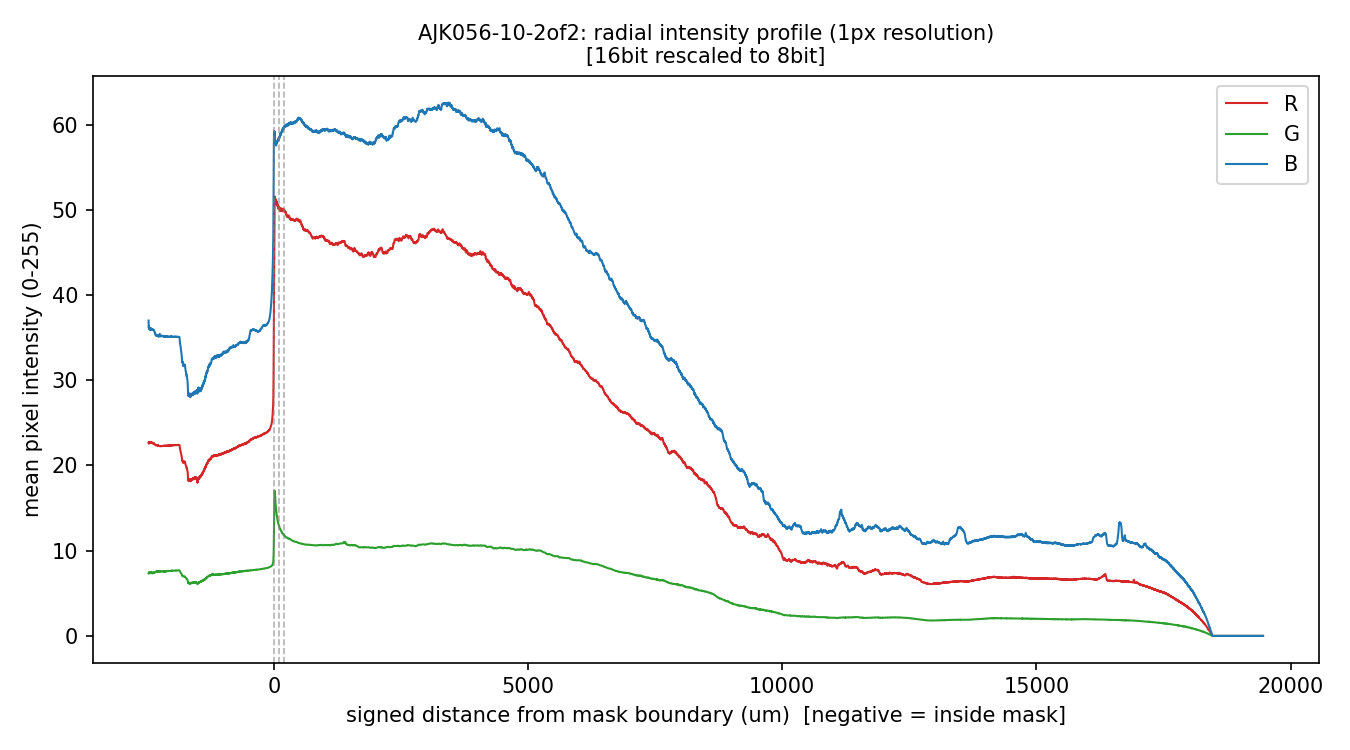 AJK056-10-2of2: radial intensity profile (1px resolution)
[16bit rescaled to 8bit]
R
G
B
mean pixel intensity (0-255)
60
50
40
30
20
10
0
0 5000 10000 15000 20000
signed distance from mask boundary (um) [negative = inside mask]